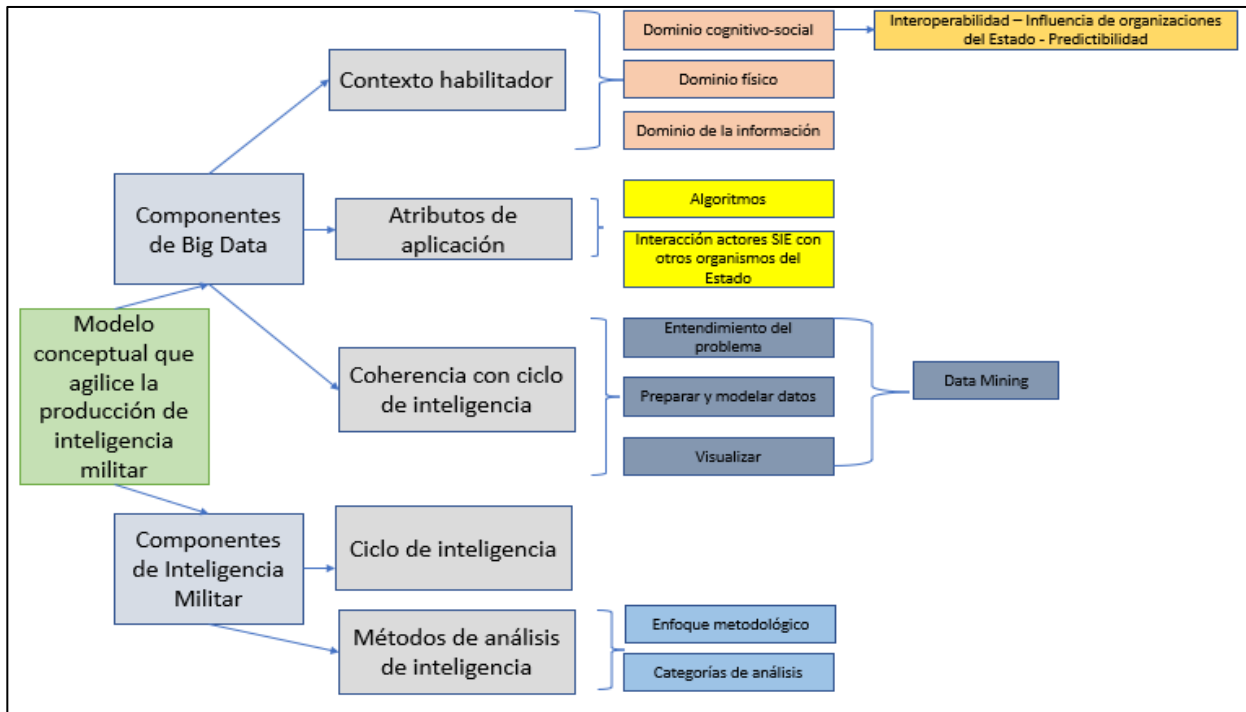 Dominio cognitivo-social
Interoperabilidad – Influencia de organizaciones
del Estado - Predictibilidad
Contexto habilitador
Dominio físico
Dominio de la información
Componentes
de Big Data
Atributos de
aplicación
Algoritmos
Interacción actores SIE con
otros organismos del
Estado
Modelo
conceptual que
agilice la
producción de
inteligencia
militar
Coherencia con ciclo
de inteligencia
Entendimiento del
problema
Preparar y modelar datos
Visualizar
Data Mining
Componentes
de Inteligencia
Militar
Ciclo de inteligencia
Métodos de análisis
de inteligencia
Enfoque metodológico
Categorías de análisis